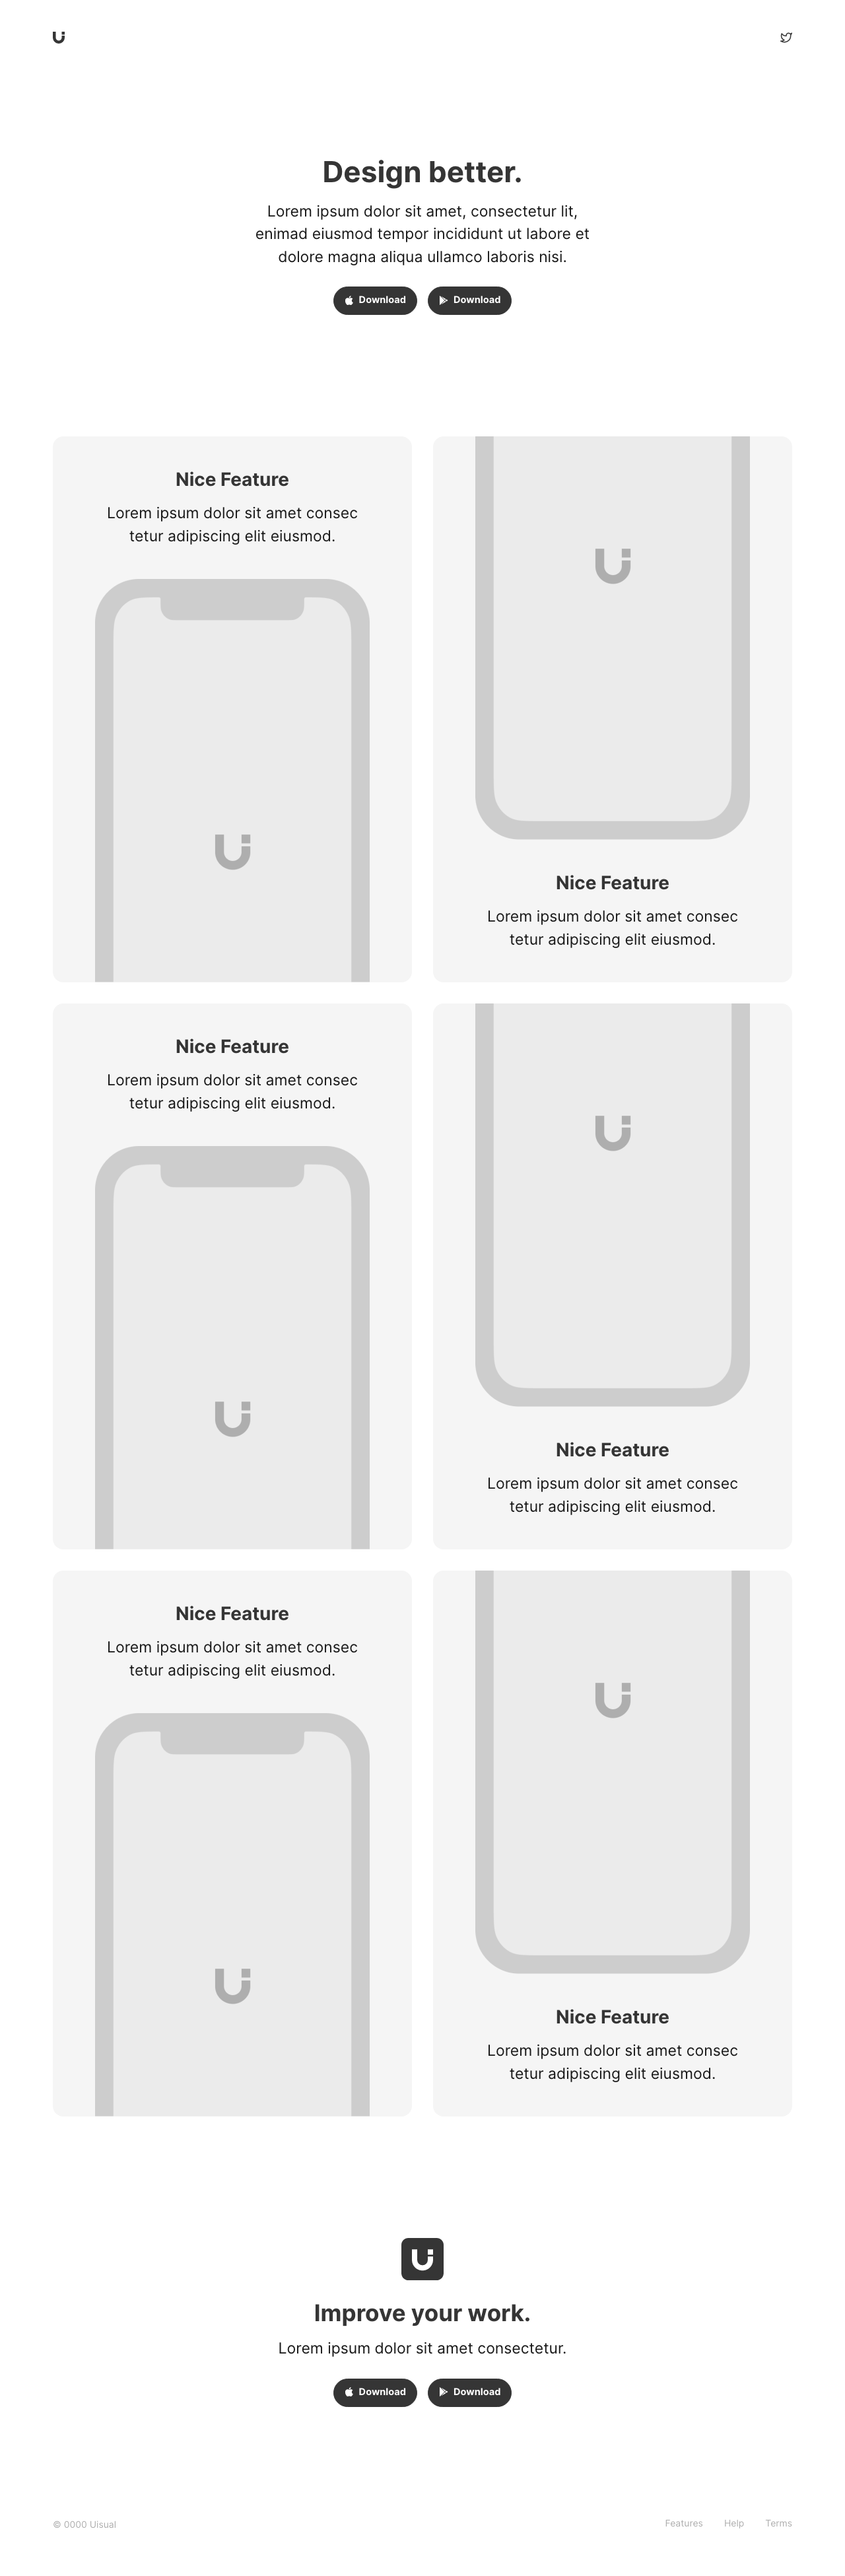 Design better.
Lorem ipsum dolor sit amet, consectetur lit,
enimad eiusmod tempor incididunt ut labore et
dolore magna aliqua ullamco laboris nisi.
Download
Download
Nice Feature
Lorem ipsum dolor sit amet consec
tetur adipiscing elit eiusmod.
Nice Feature
Lorem ipsum dolor sit amet consec
tetur adipiscing elit eiusmod.
Nice Feature
Lorem ipsum dolor sit amet consec
tetur adipiscing elit eiusmod.
Nice Feature
Lorem ipsum dolor sit amet consec
tetur adipiscing elit eiusmod.
Nice Feature
Lorem ipsum dolor sit amet consec
tetur adipiscing elit eiusmod.
Nice Feature
Lorem ipsum dolor sit amet consec
tetur adipiscing elit eiusmod.
Improve your work.
Lorem ipsum dolor sit amet consectetur.
Download
Download
© 0000 Uisual
Features
Help
Terms